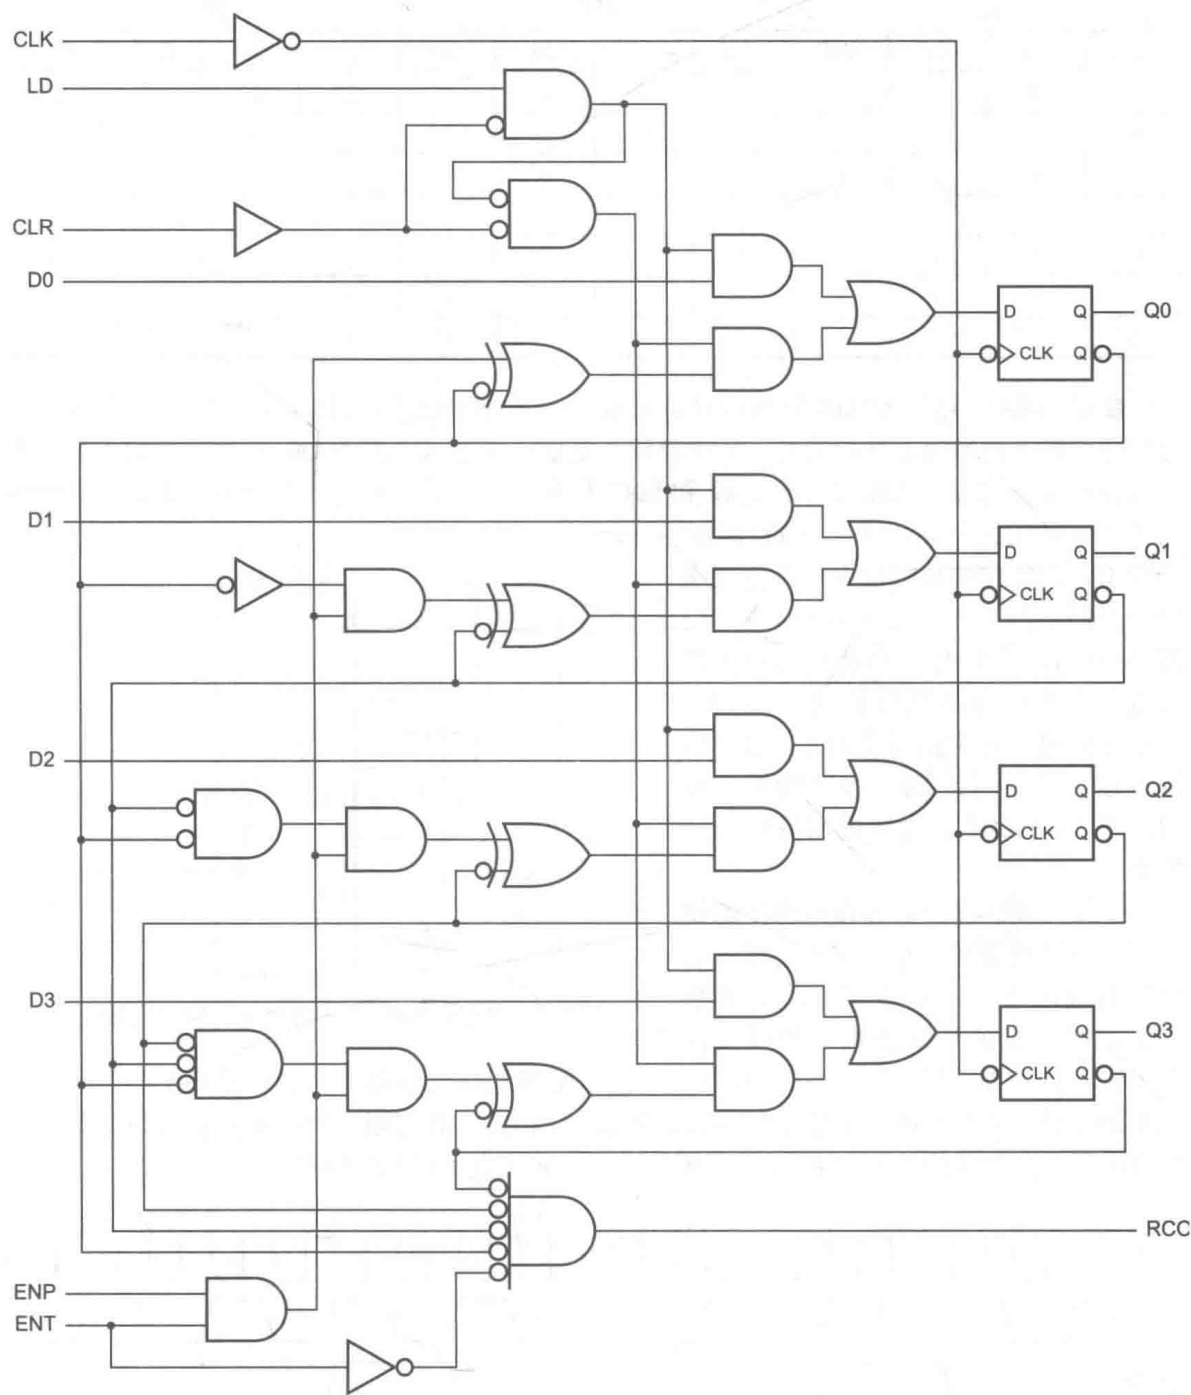 CLK
LD
CLR
D0
D Q Q0
CLK Q
D1
D Q Q1
CLK Q
D2
D Q Q2
CLK Q
D3
D Q Q3
CLK Q
RCO
ENP
ENT